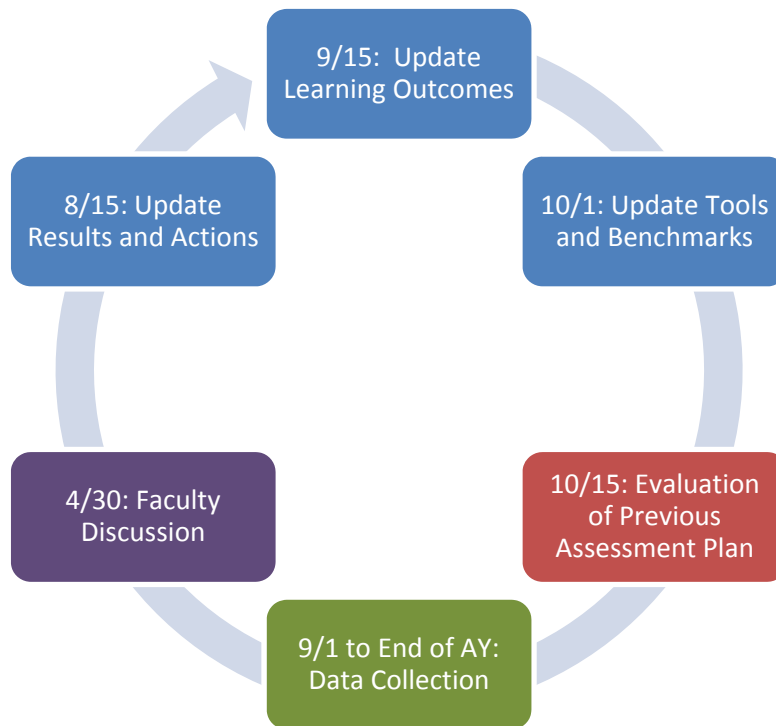 9/15:  Update
Learning Outcomes
10/1: Update Tools
and Benchmarks
10/15: Evaluation
of Previous
Assessment Plan
9/1 to End of AY:
Data Collection
4/30: Faculty
Discussion
8/15: Update
Results and Actions